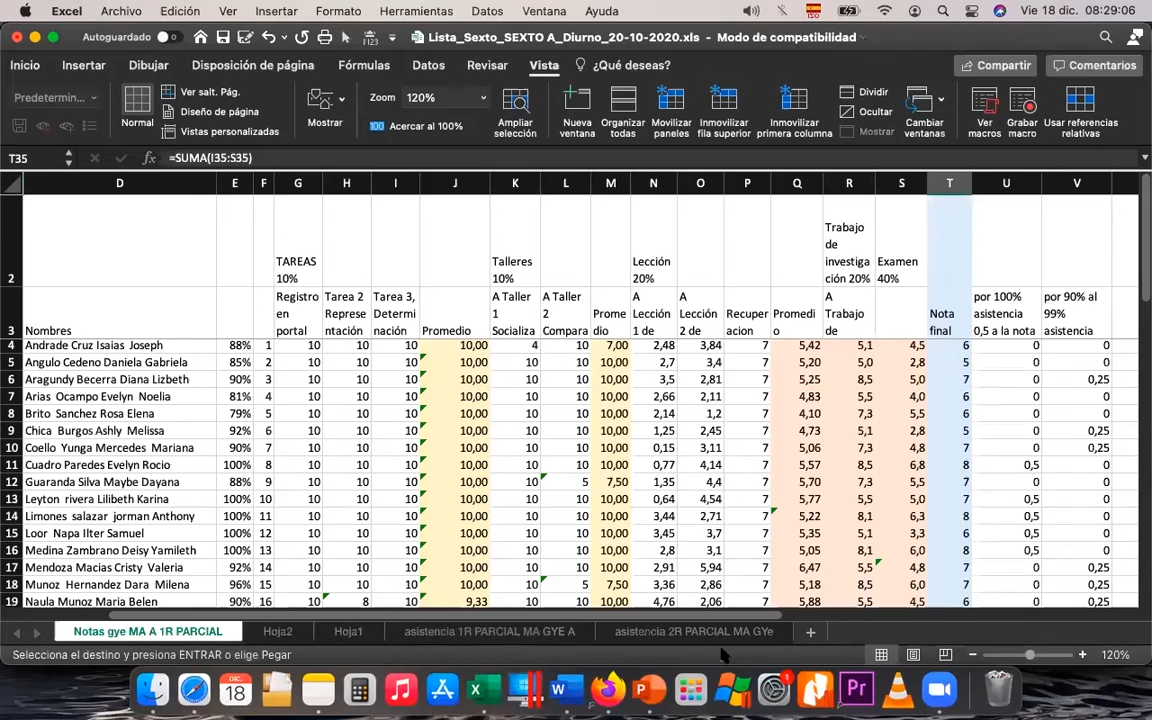 Excel Archivo Edición Ver Insertar Formato Herramientas Datos Ventana Ayuda ISO Vie 18 dic. 08:29:06
Autoguardado Lista_Sexto_SEXTO A_Diurno_20-10-2020.xls - Modo de compatibilidad
Inicio Insertar Dibujar Disposición de página Fórmulas Datos Revisar Vista ¿Qué deseas? Compartir Comentarios
Predetermin... Normal Ver salt. Pág. Diseño de página Vistas personalizadas Mostrar Zoom 120% 100 Acercar al 100% Ampliar selección Nueva ventana Organizar todas Movilizar paneles Inmovilizar fila superior Inmovilizar primera columna Dividir Ocultar Mostrar Cambiar ventanas Ver macros Grabar macro Usar referencias relativas
T35 fx =SUMA(I35:S35)
D E F G H I J K L M N O P Q R S T U V
2 TAREAS 10% Talleres 10% Lección 20% Trabajo de investiga ción 20% Examen 40%
3 Nombres Registro en portal Tarea 2 Represe ntación Tarea 3, Determi nación Promedio A Taller 1 Socializa A Taller 2 Compara Prome dio A Lección 1 de A Lección 2 de Recuper acion Promedi o A Trabajo de Nota final por 100% asistencia 0,5 a la nota por 90% al 99% asistencia
4 Andrade Cruz Isaias Joseph 88% 1 10 10 10 10,00 4 10 7,00 2,48 3,84 7 5,42 5,1 4,5 6 0 0
5 Angulo Cedeno Daniela Gabriela 85% 2 10 10 10 10,00 10 10 10,00 2,7 3,4 7 5,20 5,0 2,8 5 0 0
6 Aragundy Becerra Diana Lizbeth 90% 3 10 10 10 10,00 10 10 10,00 3,5 2,81 7 5,25 8,5 5,0 7 0 0,25
7 Arias Ocampo Evelyn Noelia 81% 4 10 10 10 10,00 10 10 10,00 2,66 2,11 7 4,83 5,5 4,0 6 0 0
8 Brito Sanchez Rosa Elena 79% 5 10 10 10 10,00 10 10 10,00 2,14 1,2 7 4,10 7,3 5,5 6 0 0
9 Chica Burgos Ashly Melissa 92% 6 10 10 10 10,00 10 10 10,00 1,25 2,45 7 4,73 5,1 2,8 5 0 0,25
10 Coello Yunga Mercedes Mariana 90% 7 10 10 10 10,00 10 10 10,00 0,15 3,11 7 5,06 7,3 4,8 7 0 0,25
11 Cuadro Paredes Evelyn Rocio 100% 8 10 10 10 10,00 10 10 10,00 0,77 4,14 7 5,57 8,5 6,8 8 0,5 0
12 Guaranda Silva Maybe Dayana 88% 9 10 10 10 10,00 10 5 7,50 1,35 4,4 7 5,70 7,3 5,5 7 0 0
13 Leyton rivera Lilibeth Karina 100% 10 10 10 10 10,00 10 10 10,00 0,64 4,54 7 5,77 5,5 5,0 7 0,5 0
14 Limones salazar jorman Anthony 100% 11 10 10 10 10,00 10 10 10,00 3,44 2,71 7 5,22 8,1 6,3 8 0,5 0
15 Loor Napa Ilter Samuel 100% 12 10 10 10 10,00 10 10 10,00 3,45 3,7 7 5,35 5,1 3,3 6 0,5 0
16 Medina Zambrano Deisy Yamileth 100% 13 10 10 10 10,00 10 10 10,00 2,8 3,1 7 5,05 8,1 6,0 8 0,5 0
17 Mendoza Macias Cristy Valeria 92% 14 10 10 10 10,00 10 10 10,00 2,91 5,94 7 6,47 5,5 4,8 7 0 0,25
18 Munoz Hernandez Dara Milena 96% 15 10 10 10 10,00 10 5 7,50 3,36 2,86 7 5,18 8,5 6,0 7 0 0,25
19 Naula Munoz Maria Belen 90% 16 10 8 10 9,33 10 10 10,00 4,76 2,06 7 5,88 5,5 4,5 6 0 0,25
Notas gye MA A 1R PARCIAL Hoja2 Hoja1 asistencia 1R PARCIAL MA GYE A asistencia 2R PARCIAL MA GYe
Selecciona el destino y presiona ENTRAR o elige Pegar 120%
DIC. 18 X W P 1 Pr